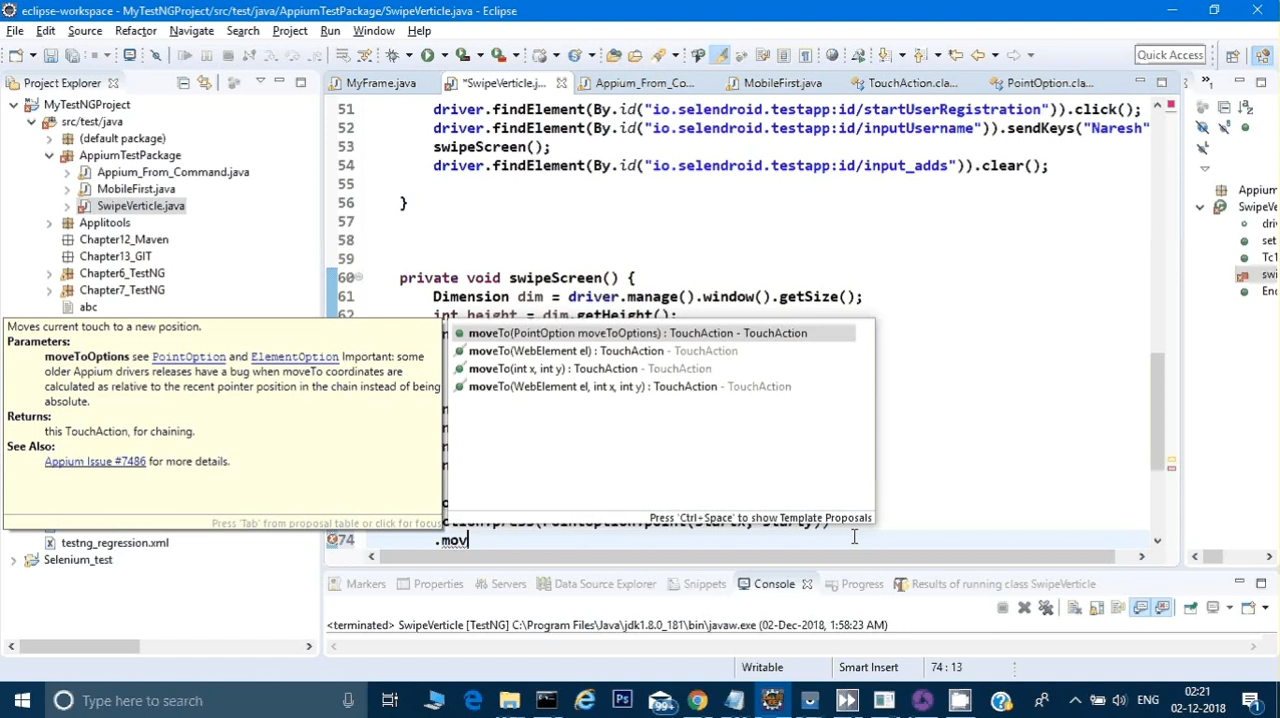 eclipse-workspace - MyTestNGProject/src/test/java/AppiumTestPackage/SwipeVerticle.java - Eclipse
File Edit Source Refactor Navigate Search Project Run Window Help
Quick Access
Project Explorer
MyFrame.java
*SwipeVerticle.j...
Appium_From_Co...
MobileFirst.java
TouchAction.cla...
PointOption.cla...
MyTestNGProject
src/test/java
(default package)
AppiumTestPackage
Appium_From_Command.java
MobileFirst.java
SwipeVerticle.java
Applitools
Chapter12_Maven
Chapter13_GIT
Chapter6_TestNG
Chapter7_TestNG
abc
testng_regression.xml
Selenium_test
51 driver.findElement(By.id("io.selendroid.testapp:id/startUserRegistration")).click();
52 driver.findElement(By.id("io.selendroid.testapp:id/inputUsername")).sendKeys("Naresh"
53 swipeScreen();
54 driver.findElement(By.id("io.selendroid.testapp:id/input_adds")).clear();
55
56 }
57
58
59
60 private void swipeScreen() {
61 Dimension dim = driver.manage().window().getSize();
62 int height = dim.getHeight();
74 .mov
Moves current touch to a new position.
Parameters:
moveToOptions see PointOption and ElementOption Important: some
older Appium drivers releases have a bug when moveTo coordinates are
calculated as relative to the recent pointer position in the chain instead of being
absolute.
Returns:
this TouchAction, for chaining.
See Also:
Appium Issue #7486 for more details.
Press 'Tab' from proposal table or click for focus
moveTo(PointOption moveToOptions) : TouchAction - TouchAction
moveTo(WebElement el) : TouchAction - TouchAction
moveTo(int x, int y) : TouchAction - TouchAction
moveTo(WebElement el, int x, int y) : TouchAction - TouchAction
Press 'Ctrl+Space' to show Template Proposals
Appium
SwipeVe
dri
set
Tc1
swi
En
Markers Properties Servers Data Source Explorer Snippets Console Progress Results of running class SwipeVerticle
<terminated> SwipeVerticle [TestNG] C:\Program Files\Java\jdk1.8.0_181\bin\javaw.exe (02-Dec-2018, 1:58:23 AM)
Writable Smart Insert 74 : 13
Type here to search
99+
ENG
02:21
02-12-2018
1